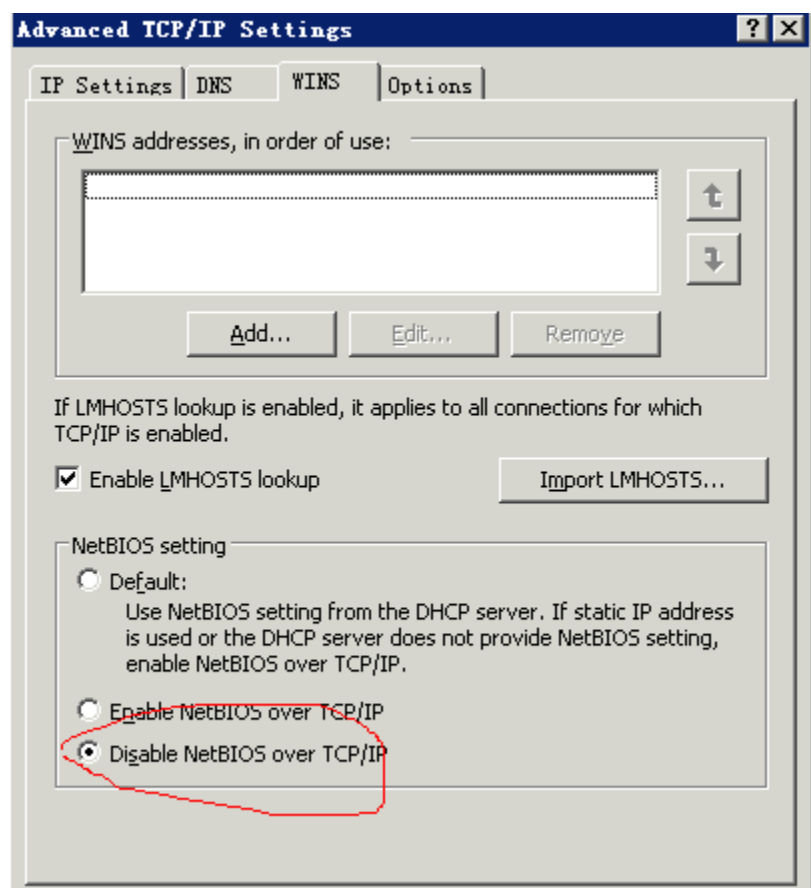 Advanced TCP/IP Settings
IP Settings DNS WINS Options
WINS addresses, in order of use:
Add... Edit... Remove
If LMHOSTS lookup is enabled, it applies to all connections for which
TCP/IP is enabled.
Enable LMHOSTS lookup Import LMHOSTS...
NetBIOS setting
Default:
Use NetBIOS setting from the DHCP server. If static IP address
is used or the DHCP server does not provide NetBIOS setting,
enable NetBIOS over TCP/IP.
Enable NetBIOS over TCP/IP
Disable NetBIOS over TCP/IP